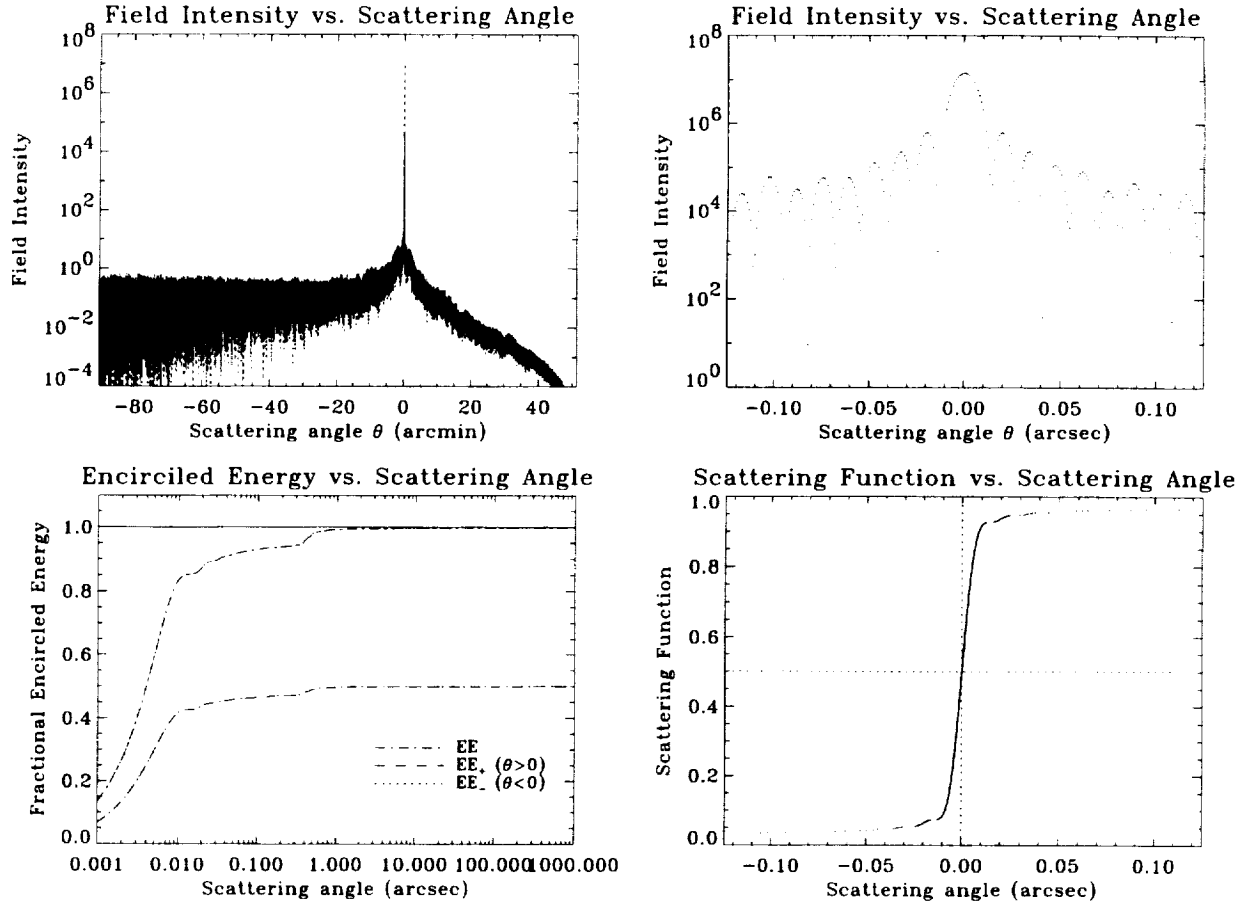 Field Intensity vs. Scattering Angle
Field Intensity
10^8
10^6
10^4
10^2
10^0
10^-2
10^-4
-80 -60 -40 -20 0 20 40
Scattering angle θ (arcmin)
Field Intensity vs. Scattering Angle
Field Intensity
10^8
10^6
10^4
10^2
10^0
-0.10 -0.05 0.00 0.05 0.10
Scattering angle θ (arcsec)
Encirciled Energy vs. Scattering Angle
Fractional Encircled Energy
1.0
0.8
0.6
0.4
0.2
0.0
EE
EE₊ (θ>0)
EE₋ (θ<0)
0.001 0.010 0.100 1.000 10.000 100.000 1000.000
Scattering angle (arcsec)
Scattering Function vs. Scattering Angle
Scattering Function
1.0
0.8
0.6
0.4
0.2
0.0
-0.10 -0.05 0.00 0.05 0.10
Scattering angle (arcsec)